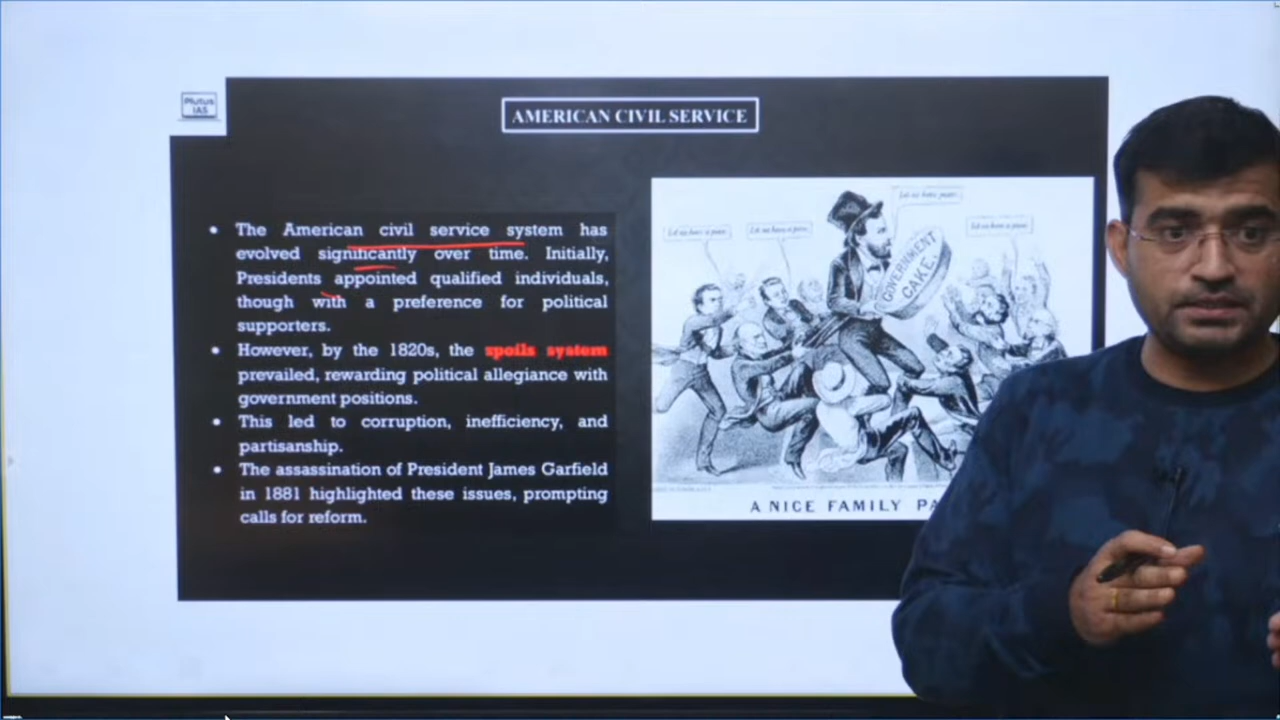 Plutus
IAS
AMERICAN CIVIL SERVICE
• The American civil service system has
evolved significantly over time. Initially,
Presidents appointed qualified individuals,
though with a preference for political
supporters.
• However, by the 1820s, the spoils system
prevailed, rewarding political allegiance with
government positions.
• This led to corruption, inefficiency, and
partisanship.
• The assassination of President James Garfield
in 1881 highlighted these issues, prompting
calls for reform.
GOVERNMENT
CAKE.
A NICE FAMILY PA